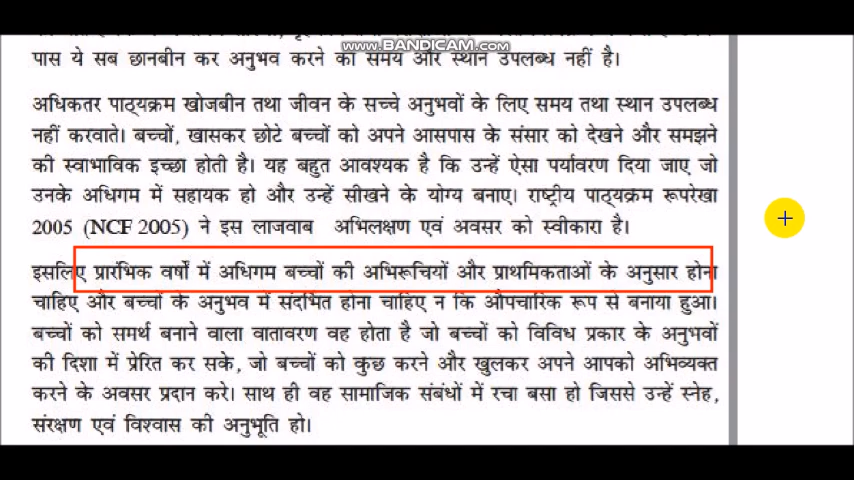 www.BANDICAM.com
पास ये सब छानबीन कर अनुभव करने का समय और स्थान उपलब्ध नहीं है।
अधिकतर पाठ्यक्रम खोजबीन तथा जीवन के सच्चे अनुभवों के लिए समय तथा स्थान उपलब्ध
नहीं करवाते। बच्चों, खासकर छोटे बच्चों को अपने आसपास के संसार को देखने और समझने
की स्वाभाविक इच्छा होती है। यह बहुत आवश्यक है कि उन्हें ऐसा पर्यावरण दिया जाए जो
उनके अधिगम में सहायक हो और उन्हें सीखने के योग्य बनाए। राष्ट्रीय पाठ्यक्रम रूपरेखा
2005 (NCF 2005) ने इस लाजवाब अभिलक्षण एवं अवसर को स्वीकारा है।
इसलिए प्रारंभिक वर्षों में अधिगम बच्चों की अभिरूचियों और प्राथमिकताओं के अनुसार होना
चाहिए और बच्चों के अनुभव में संदर्भित होना चाहिए न कि औपचारिक रूप से बनाया हुआ।
बच्चों को समर्थ बनाने वाला वातावरण वह होता है जो बच्चों को विविध प्रकार के अनुभवों
की दिशा में प्रेरित कर सके, जो बच्चों को कुछ करने और खुलकर अपने आपको अभिव्यक्त
करने के अवसर प्रदान करे। साथ ही वह सामाजिक संबंधों में रचा बसा हो जिससे उन्हें स्नेह,
संरक्षण एवं विश्वास की अनुभूति हो।